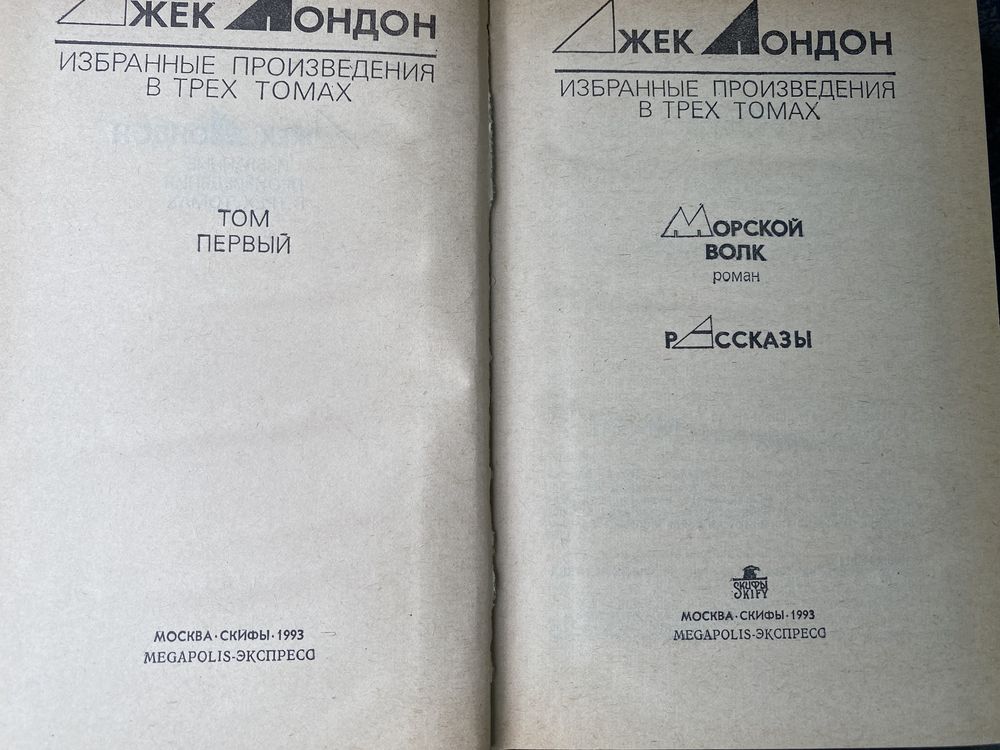 ДЖЕК ЛОНДОН
ИЗБРАННЫЕ ПРОИЗВЕДЕНИЯ
В ТРЕХ ТОМАХ
ТОМ
ПЕРВЫЙ
МОСКВА·СКИФЫ·1993
MEGAPOLIS-ЭКСПРЕСС
ДЖЕК ЛОНДОН
ИЗБРАННЫЕ ПРОИЗВЕДЕНИЯ
В ТРЕХ ТОМАХ
МОРСКОЙ
ВОЛК
роман
РАССКАЗЫ
СКИФЫ
SKIFY
МОСКВА·СКИФЫ·1993
MEGAPOLIS-ЭКСПРЕСС